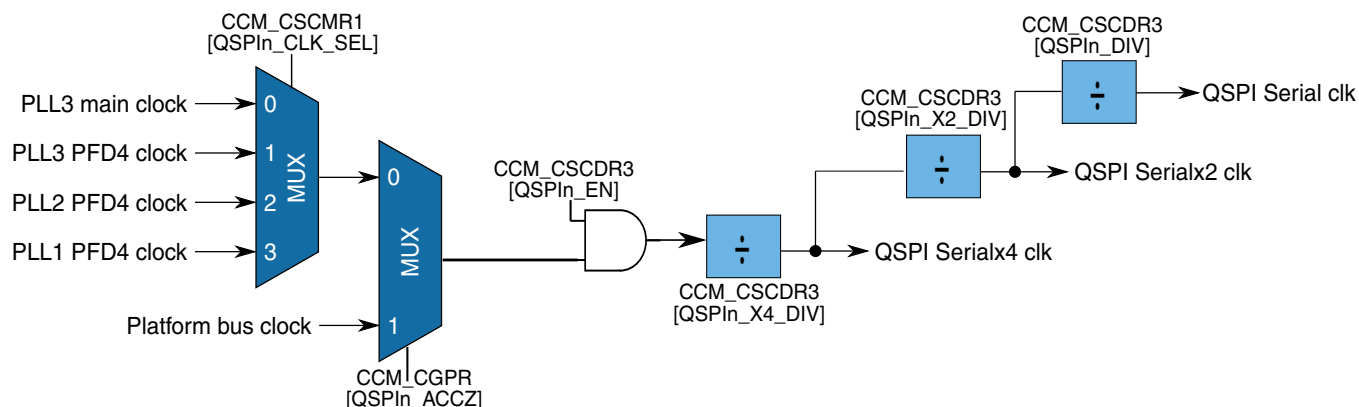 CCM_CSCMR1
[QSPIn_CLK_SEL]
PLL3 main clock
0
PLL3 PFD4 clock
1
PLL2 PFD4 clock
2
PLL1 PFD4 clock
3
MUX
Platform bus clock
0
1
MUX
CCM_CGPR
[QSPIn_ACCZ]
CCM_CSCDR3
[QSPIn_EN]
÷
CCM_CSCDR3
[QSPIn_X4_DIV]
QSPI Serialx4 clk
CCM_CSCDR3
[QSPIn_X2_DIV]
÷
QSPI Serialx2 clk
CCM_CSCDR3
[QSPIn_DIV]
÷
QSPI Serial clk